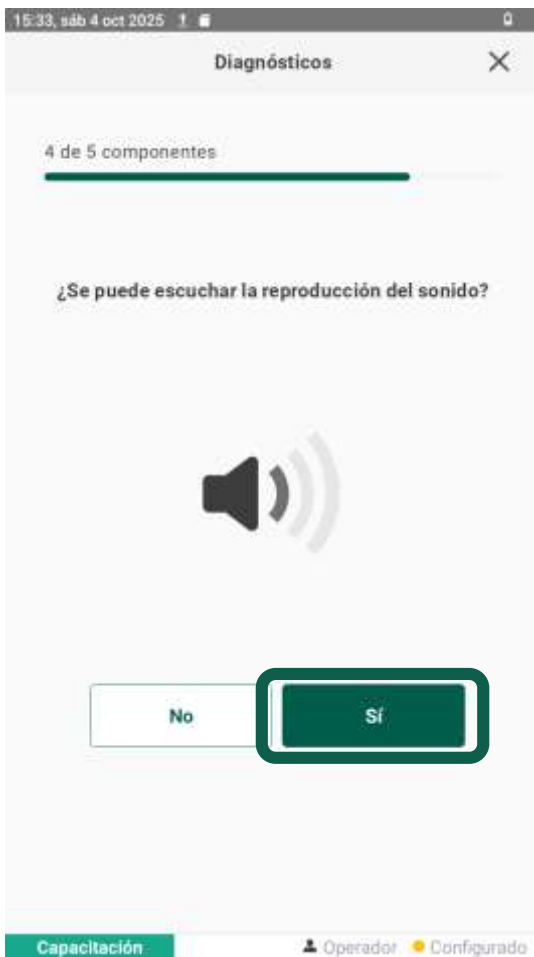 15:33, sáb 4 oct 2025
Diagnósticos
4 de 5 componentes
¿Se puede escuchar la reproducción del sonido?
No Sí
Capacitación Operador Configurado